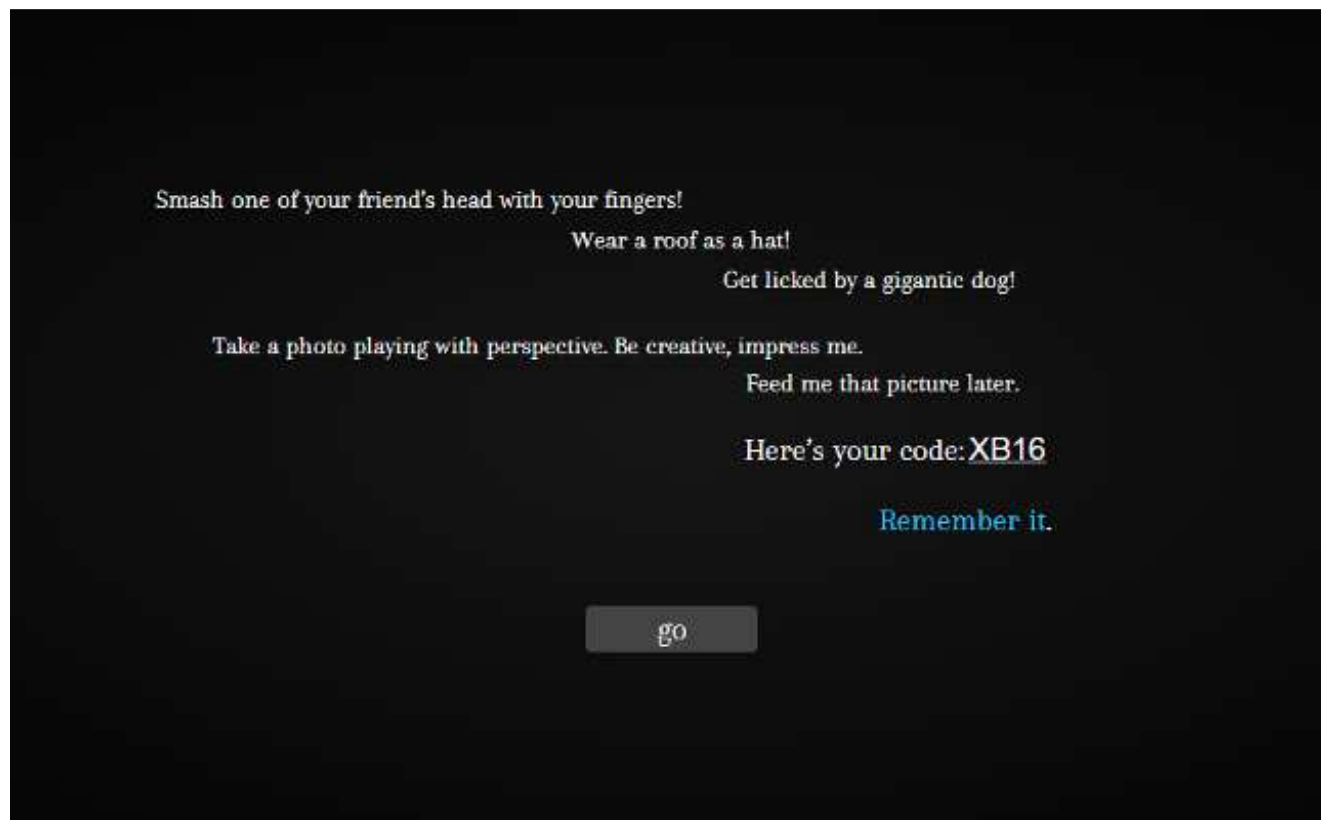 Smash one of your friend's head with your fingers!
Wear a roof as a hat!
Get licked by a gigantic dog!
Take a photo playing with perspective. Be creative, impress me.
Feed me that picture later.
Here's your code: XB16
Remember it.
go